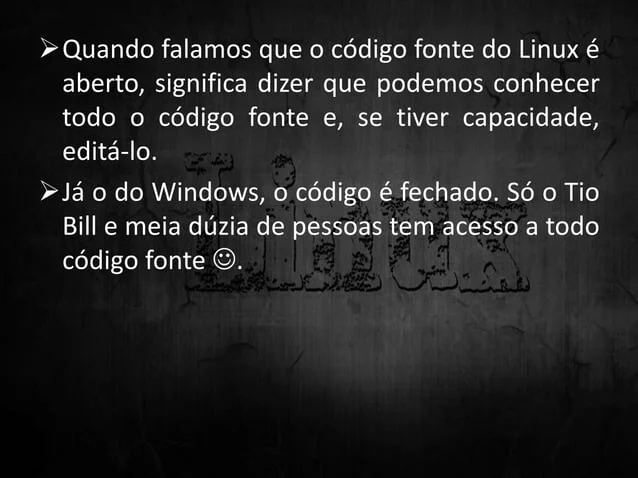 ➢Quando falamos que o código fonte do Linux é
aberto, significa dizer que podemos conhecer
todo o código fonte e, se tiver capacidade,
editá-lo.
➢Já o do Windows, o código é fechado. Só o Tio
Bill e meia dúzia de pessoas tem acesso a todo
código fonte ☺.
Linux